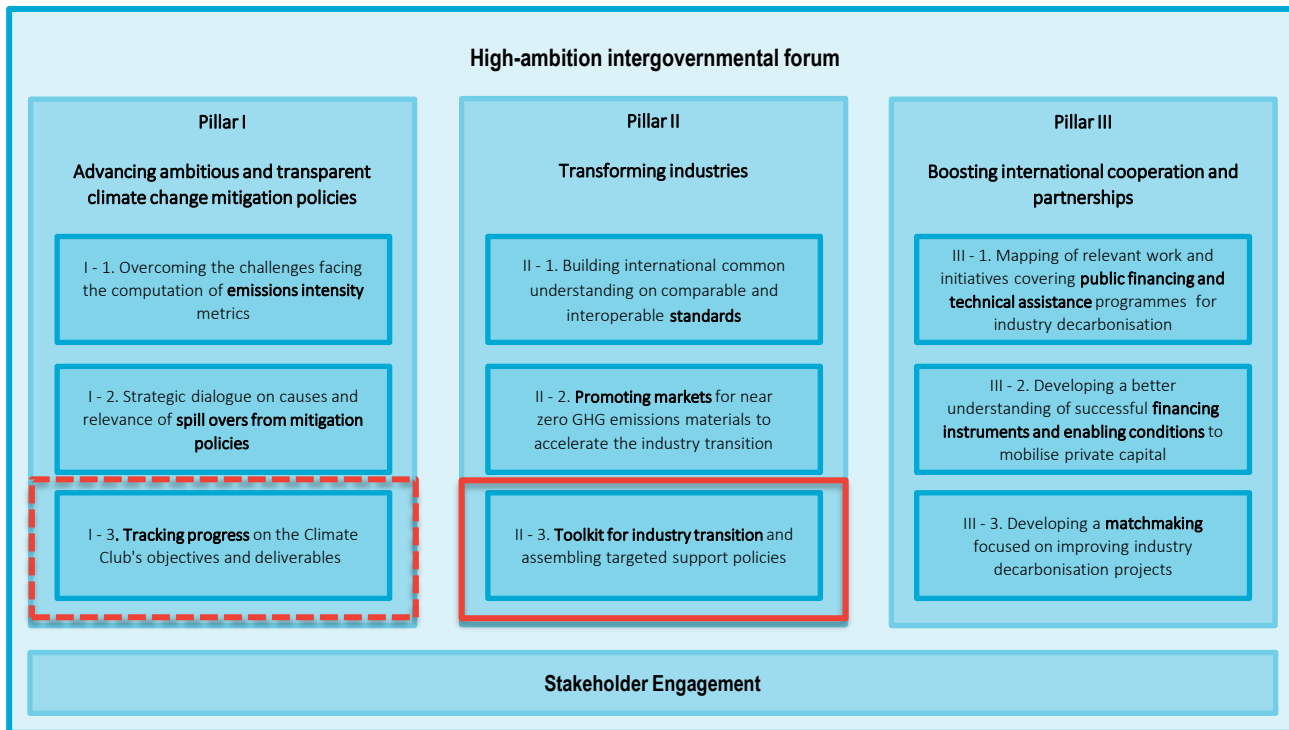 High-ambition intergovernmental forum
Pillar I
Advancing ambitious and transparent
climate change mitigation policies
I - 1. Overcoming the challenges facing
the computation of emissions intensity
metrics
I - 2. Strategic dialogue on causes and
relevance of spill overs from mitigation
policies
I - 3. Tracking progress on the Climate
Club's objectives and deliverables
Pillar II
Transforming industries
II - 1. Building international common
understanding on comparable and
interoperable standards
II - 2. Promoting markets for near
zero GHG emissions materials to
accelerate the industry transition
II - 3. Toolkit for industry transition and
assembling targeted support policies
Pillar III
Boosting international cooperation and
partnerships
III - 1. Mapping of relevant work and
initiatives covering public financing and
technical assistance programmes for
industry decarbonisation
III - 2. Developing a better
understanding of successful financing
instruments and enabling conditions to
mobilise private capital
III - 3. Developing a matchmaking
focused on improving industry
decarbonisation projects
Stakeholder Engagement